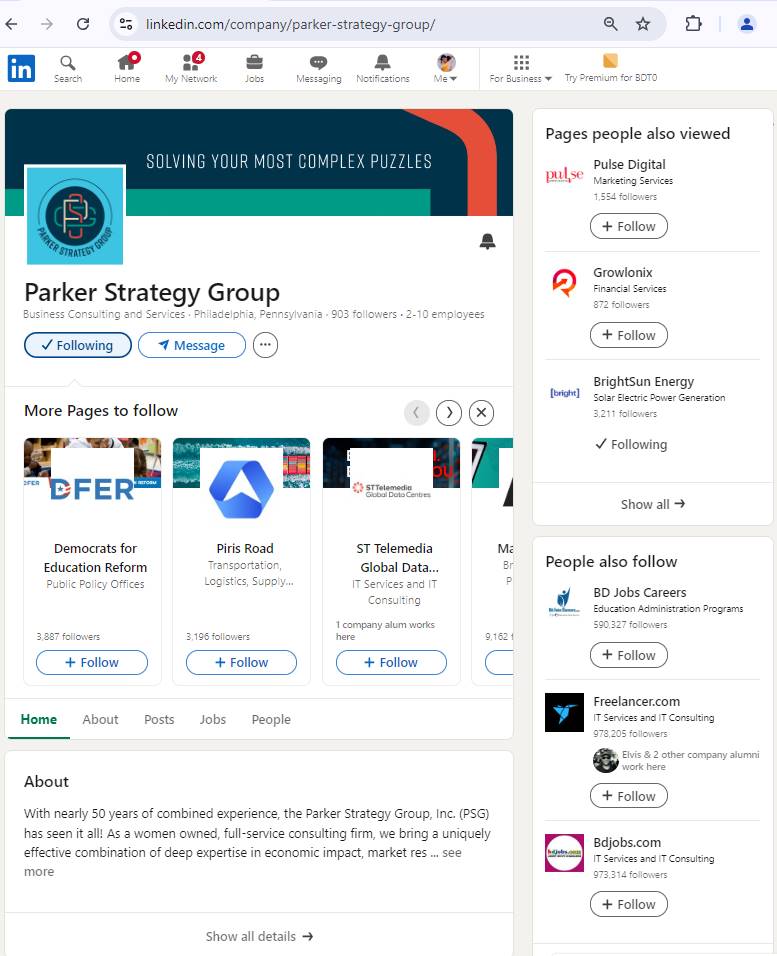 linkedin.com/company/parker-strategy-group/
in
Search
Home
4
My Network
Jobs
Messaging
Notifications
Me
For Business
Try Premium for BDT0
SOLVING YOUR MOST COMPLEX PUZZLES
PSG
PARKER STRATEGY GROUP
Parker Strategy Group
Business Consulting and Services · Philadelphia, Pennsylvania · 903 followers · 2-10 employees
Following
Message
More Pages to follow
DFER
Democrats for
Education Reform
Public Policy Offices
3,887 followers
+ Follow
Piris Road
Transportation,
Logistics, Supply...
3,196 followers
+ Follow
STTelemedia
Global Data Centres
ST Telemedia
Global Data...
IT Services and IT
Consulting
1 company alum works
here
+ Follow
Ma
Br
P
9,162 f
Home
About
Posts
Jobs
People
About
With nearly 50 years of combined experience, the Parker Strategy Group, Inc. (PSG)
has seen it all! As a women owned, full-service consulting firm, we bring a uniquely
effective combination of deep expertise in economic impact, market res ... see
more
Show all details →
Pages people also viewed
pulse
Pulse Digital
Marketing Services
1,554 followers
+ Follow
Growlonix
Financial Services
872 followers
+ Follow
[bright]
BrightSun Energy
Solar Electric Power Generation
3,211 followers
Following
Show all →
People also follow
BD Jobs Careers
Education Administration Programs
590,327 followers
+ Follow
Freelancer.com
IT Services and IT Consulting
978,205 followers
Elvis & 2 other company alumni
work here
+ Follow
bdjobs.com
Bdjobs.com
IT Services and IT Consulting
973,314 followers
+ Follow